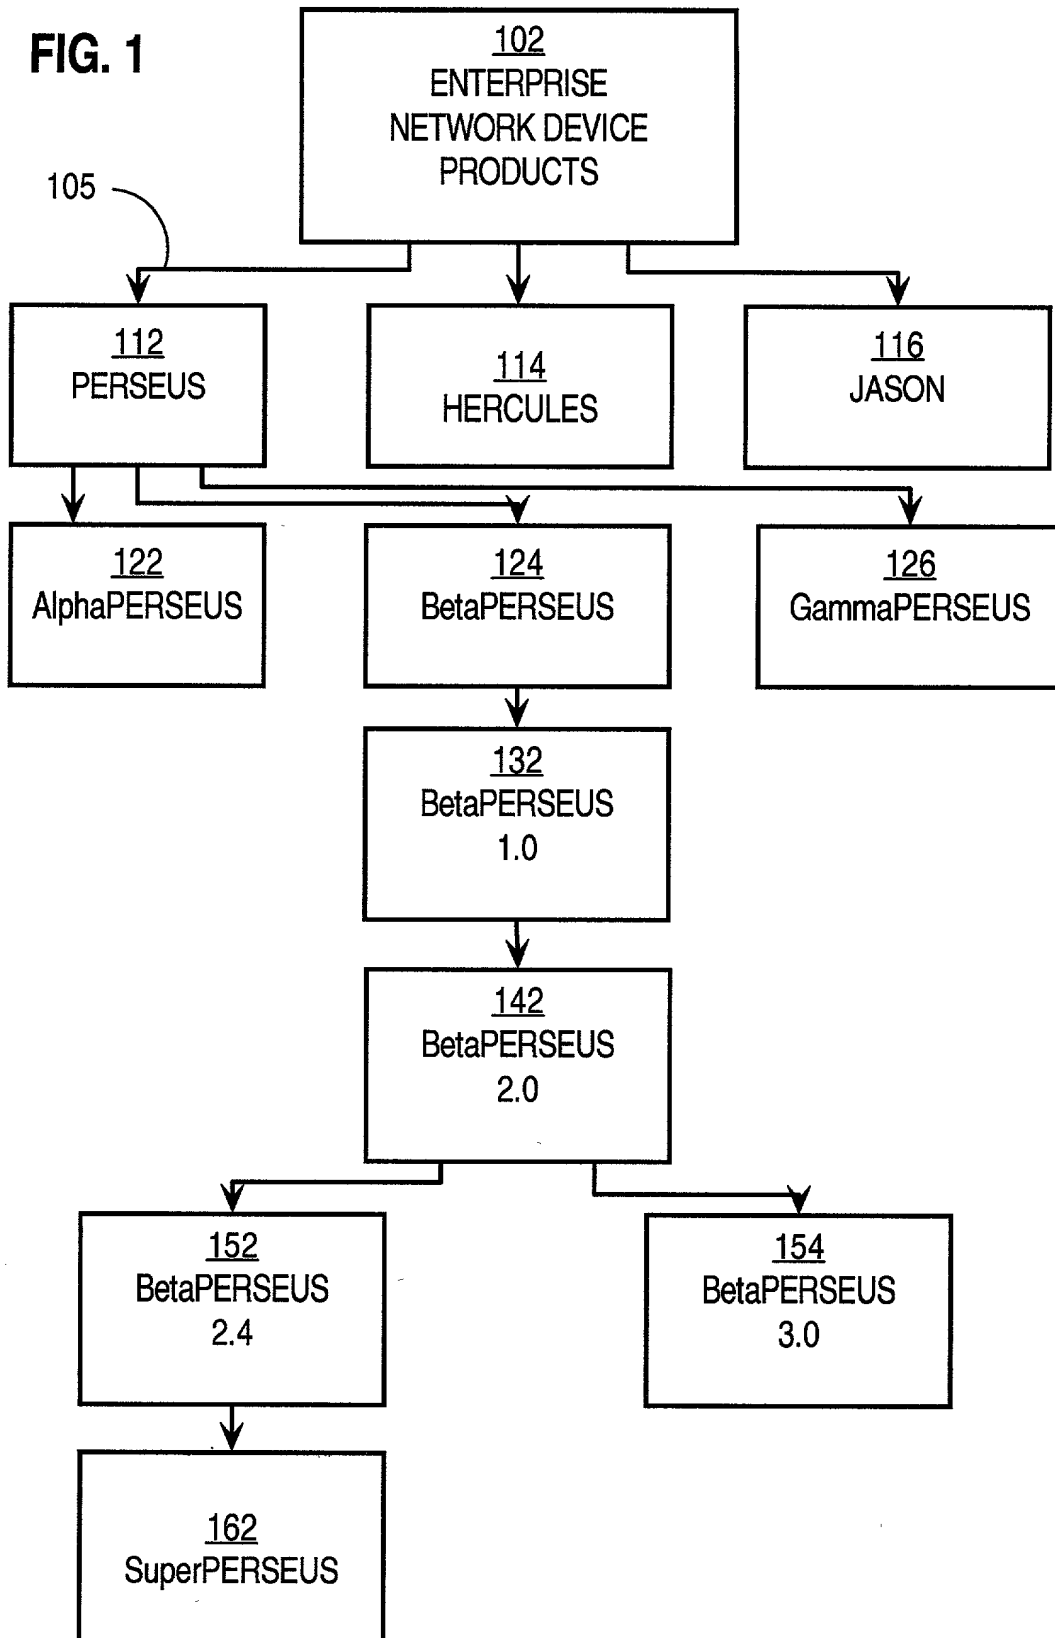 FIG. 1
102
ENTERPRISE
NETWORK DEVICE
PRODUCTS
105
112
PERSEUS
114
HERCULES
116
JASON
122
AlphaPERSEUS
124
BetaPERSEUS
126
GammaPERSEUS
132
BetaPERSEUS
1.0
142
BetaPERSEUS
2.0
152
BetaPERSEUS
2.4
154
BetaPERSEUS
3.0
162
SuperPERSEUS